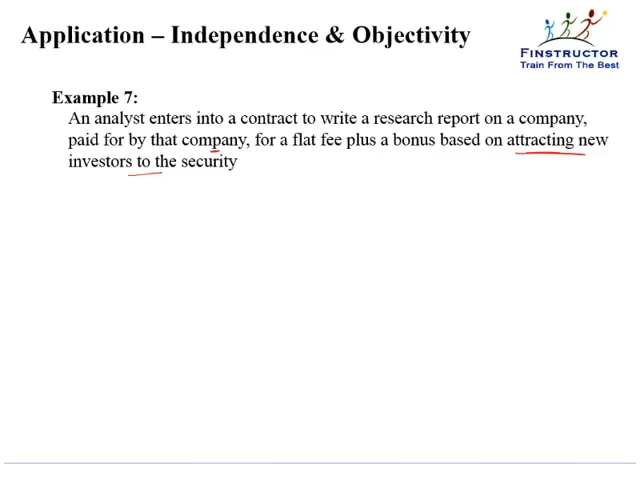 Application – Independence & Objectivity
FINSTRUCTOR
Train From The Best
Example 7:
An analyst enters into a contract to write a research report on a company,
paid for by that company, for a flat fee plus a bonus based on attracting new
investors to the security